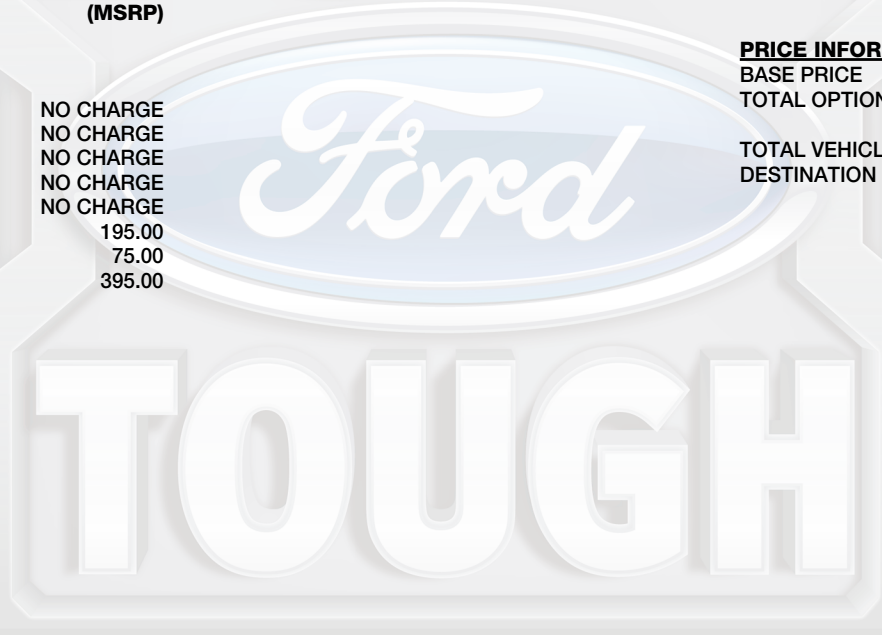 (MSRP)
NO CHARGE
NO CHARGE
NO CHARGE
NO CHARGE
NO CHARGE
195.00
75.00
395.00
PRICE INFOR
BASE PRICE
TOTAL OPTION
TOTAL VEHICL
DESTINATION
Ford
TOUGH